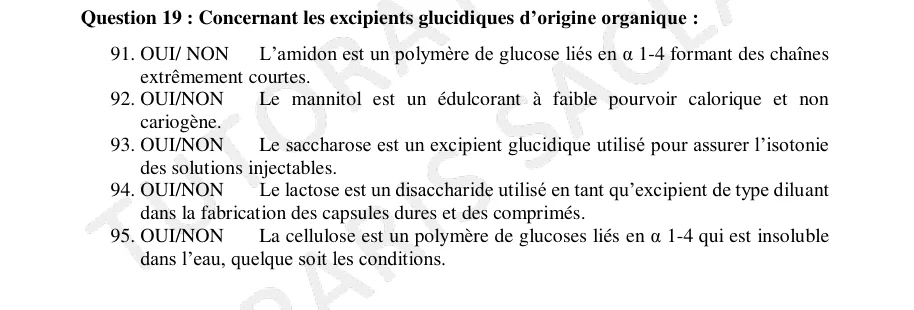 Question 19 : Concernant les excipients glucidiques d'origine organique :
91. OUI/ NON L'amidon est un polymère de glucose liés en α 1-4 formant des chaînes
extrêmement courtes.
92. OUI/NON Le mannitol est un édulcorant à faible pourvoir calorique et non
cariogène.
93. OUI/NON Le saccharose est un excipient glucidique utilisé pour assurer l'isotonie
des solutions injectables.
94. OUI/NON Le lactose est un disaccharide utilisé en tant qu'excipient de type diluant
dans la fabrication des capsules dures et des comprimés.
95. OUI/NON La cellulose est un polymère de glucoses liés en α 1-4 qui est insoluble
dans l'eau, quelque soit les conditions.